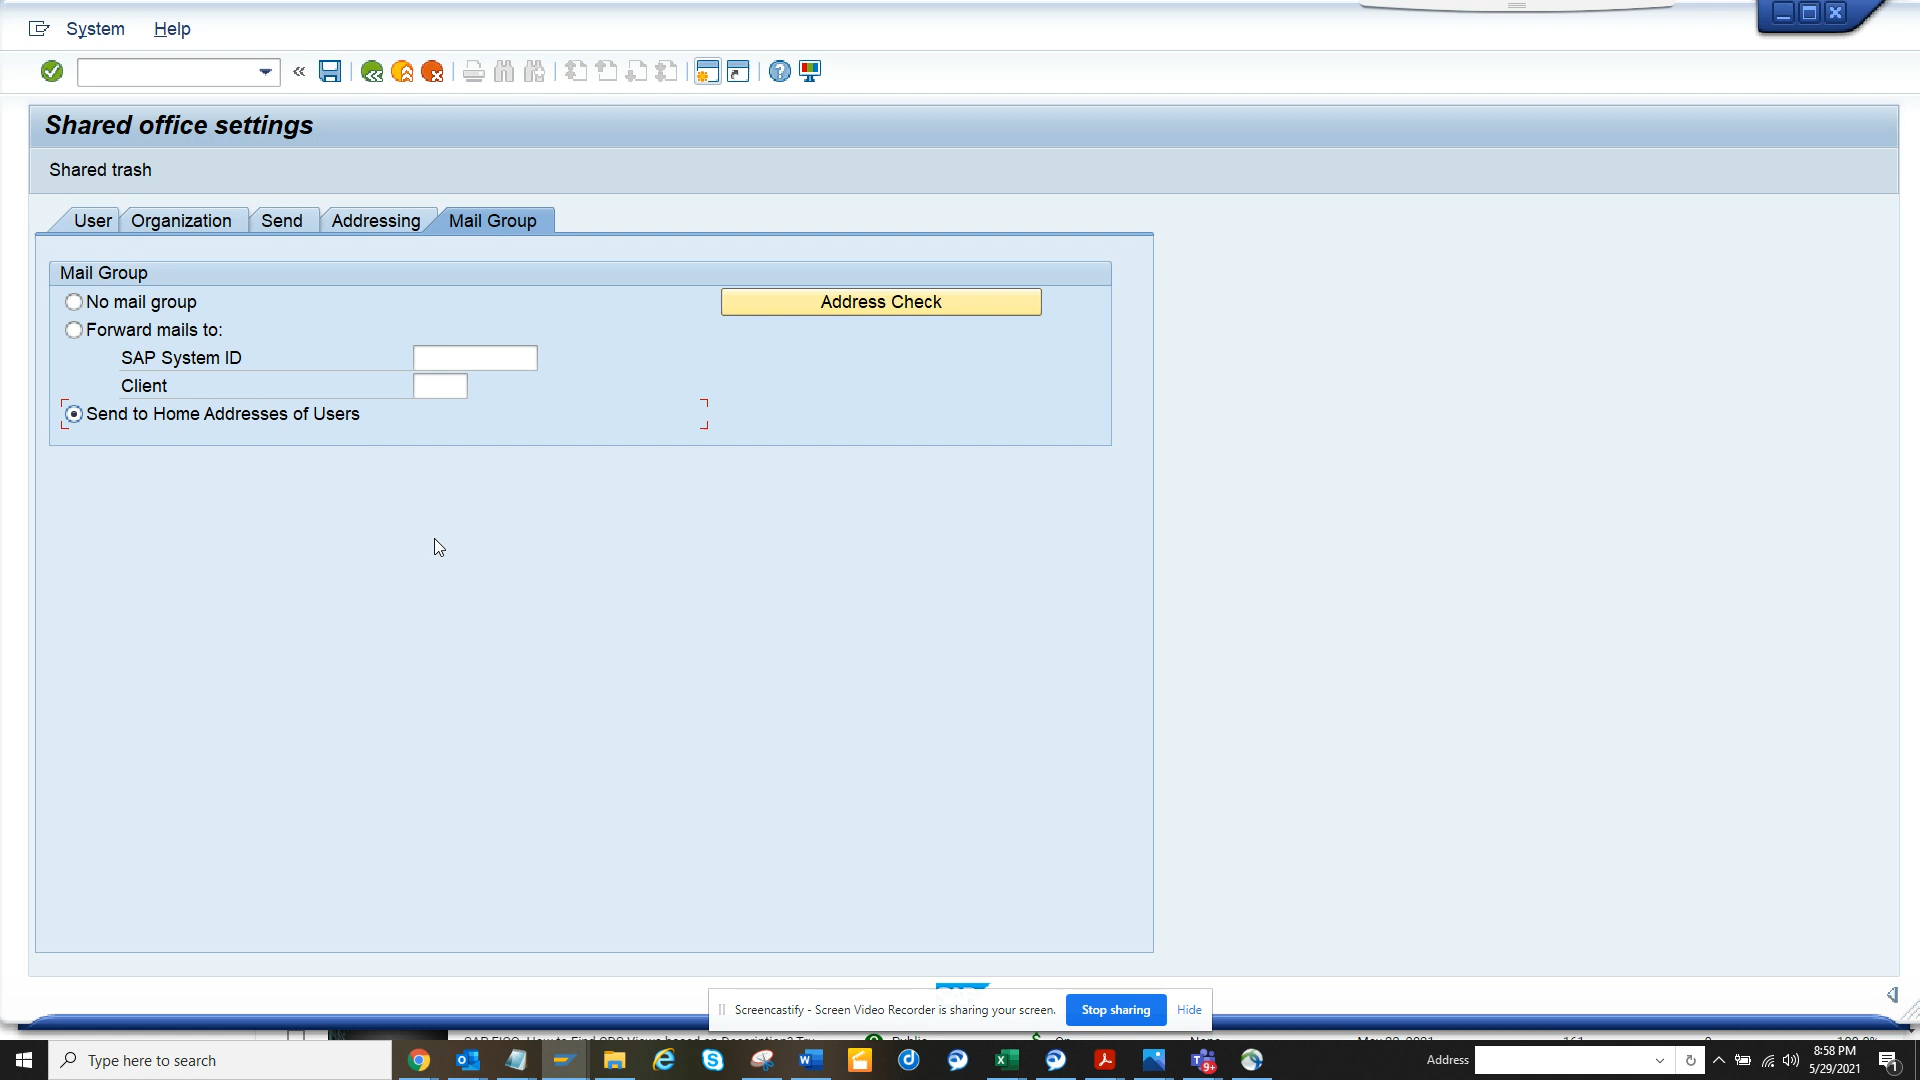 System Help
Shared office settings
Shared trash
User Organization Send Addressing Mail Group
Mail Group
No mail group Address Check
Forward mails to:
SAP System ID
Client
Send to Home Addresses of Users
Screencastify - Screen Video Recorder is sharing your screen. Stop sharing Hide
Type here to search
Address
9+
8:58 PM
5/29/2021
1